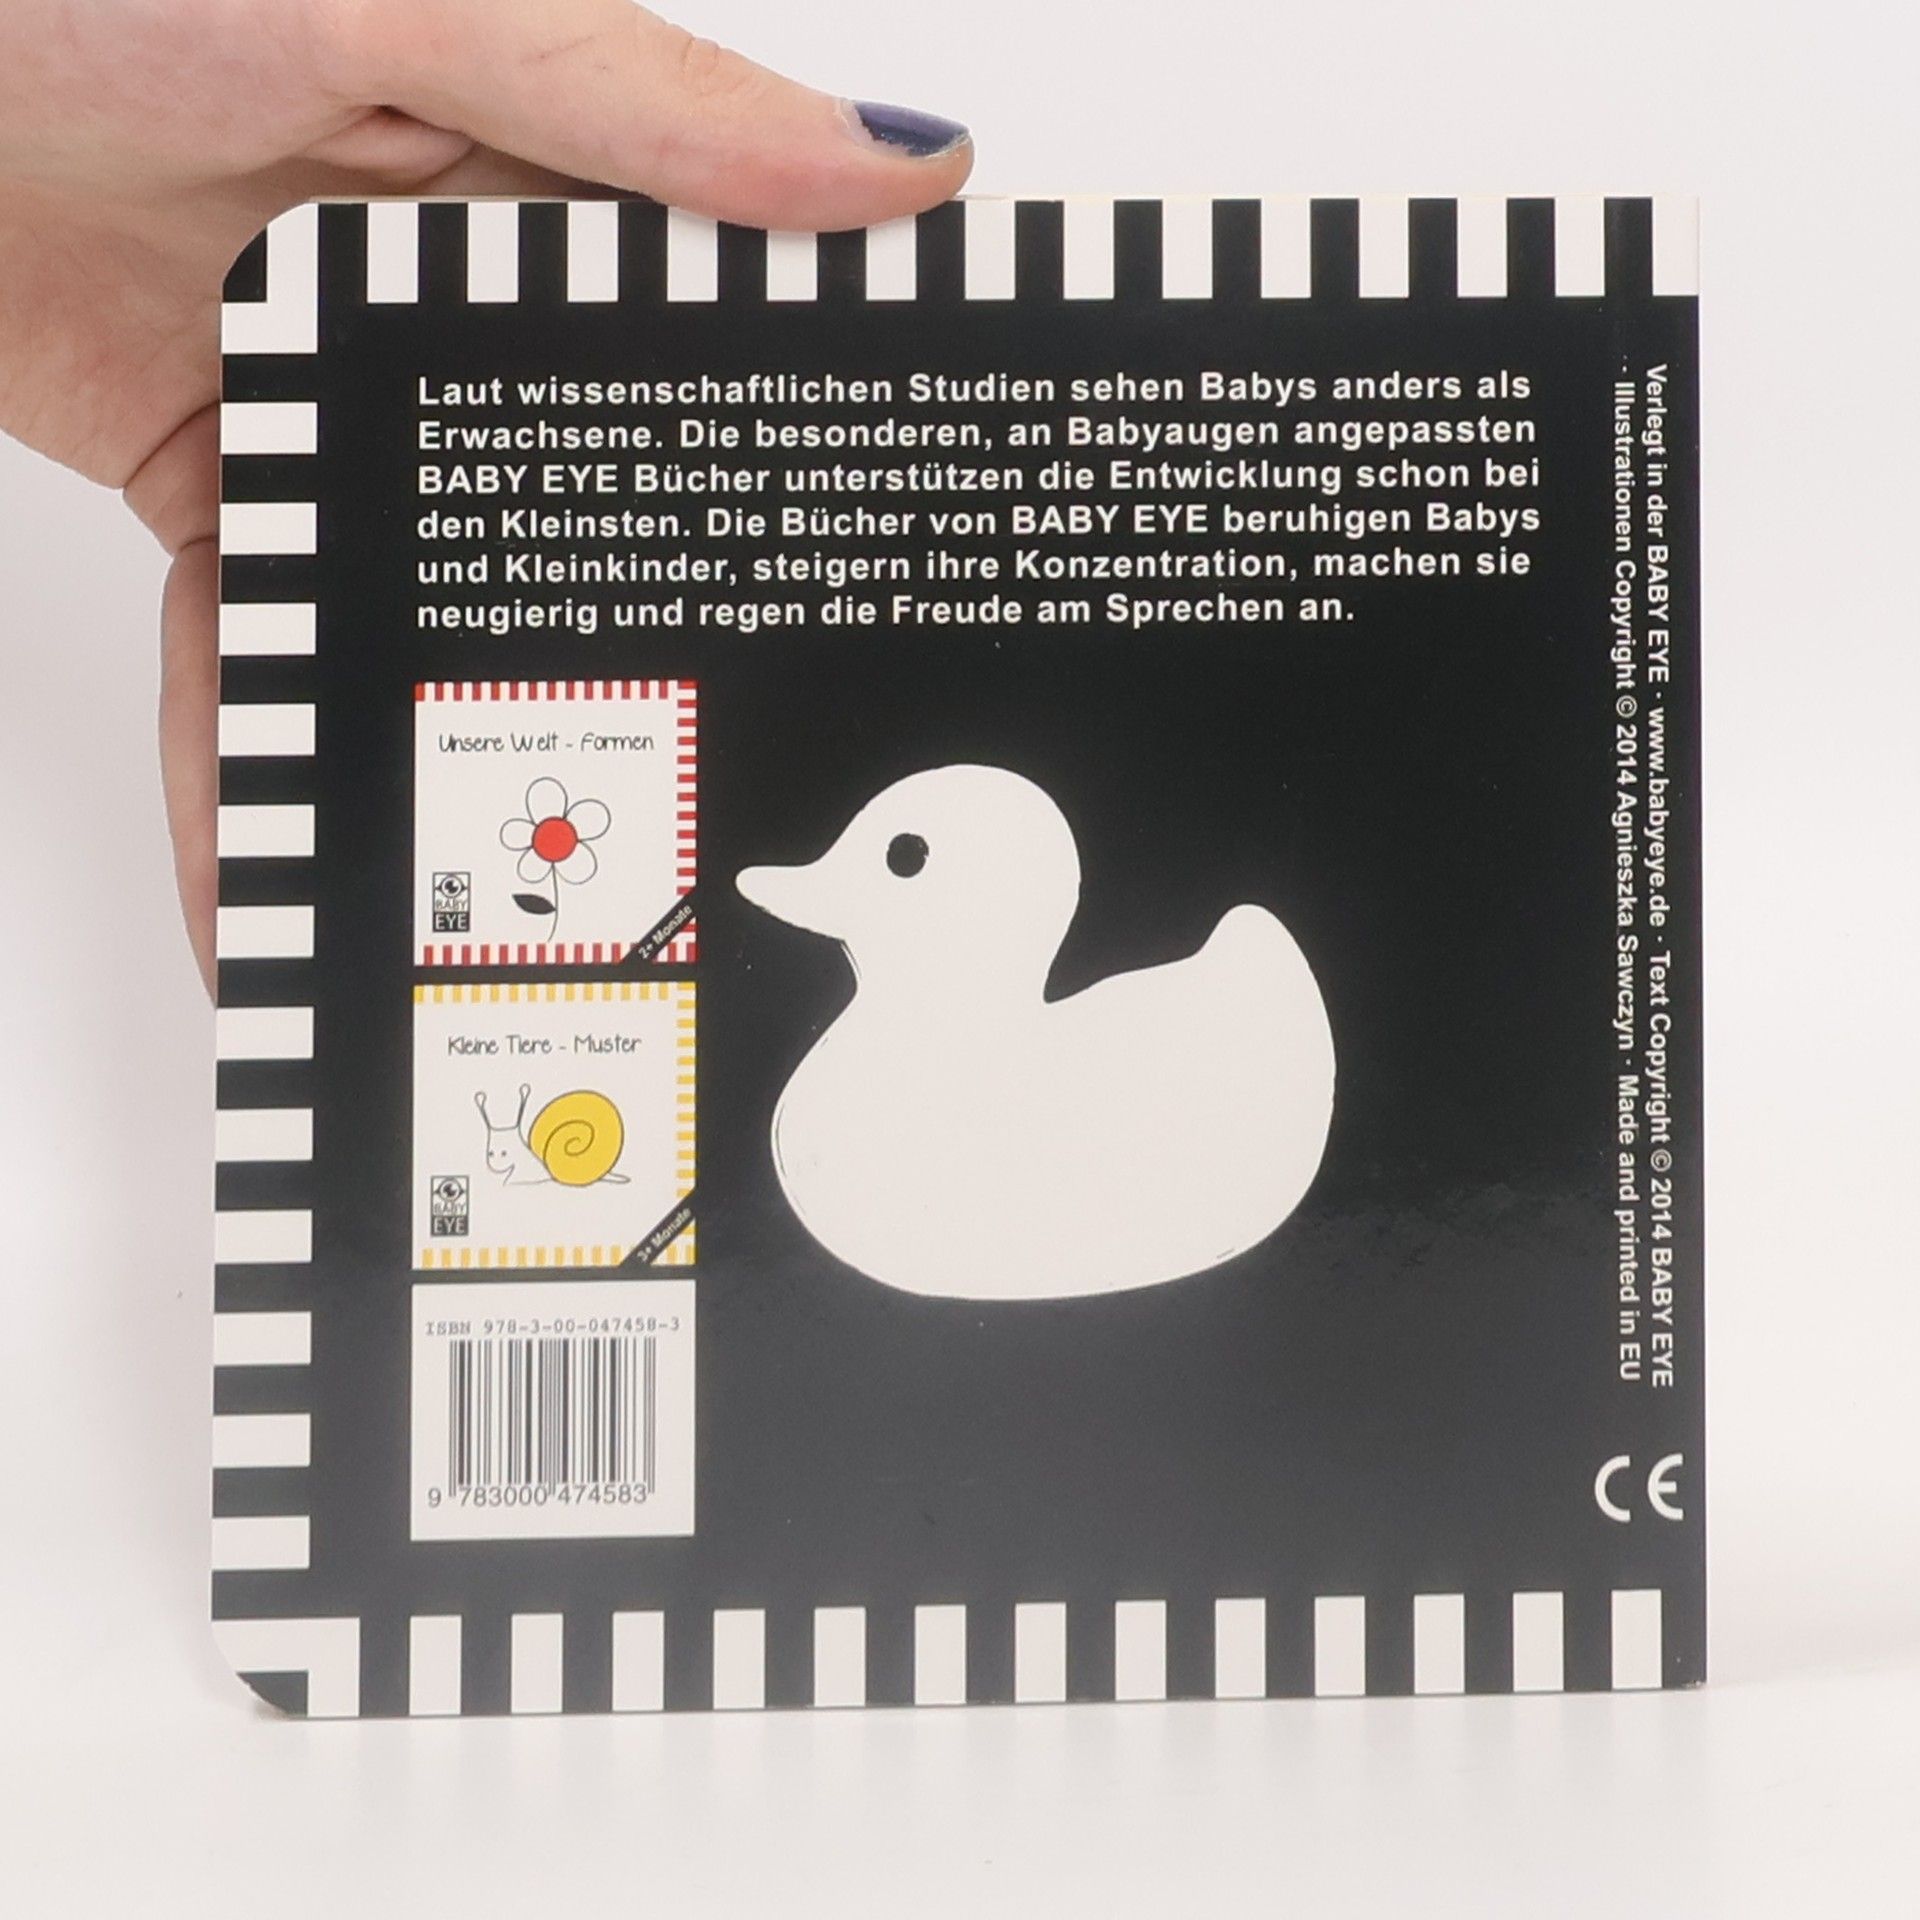 Laut wissenschaftlichen Studien sehen Babys anders als
Erwachsene. Die besonderen, an Babyaugen angepassten
BABY EYE Bücher unterstützen die Entwicklung schon bei
den Kleinsten. Die Bücher von BABY EYE beruhigen Babys
und Kleinkinder, steigern ihre Konzentration, machen sie
neugierig und regen die Freude am Sprechen an.
Unsere Welt - Formen
BABY
EYE
2+ Monate
Kleine Tiere - Muster
BABY
EYE
3+ Monate
ISBN 978-3-00-047458-3
9 783000 474583
Verlegt in der BABY EYE · www.babyeye.de · Text Copyright © 2014 BABY EYE
· Illustrationen Copyright © 2014 Agnieszka Sawczyn · Made and printed in EU
CE